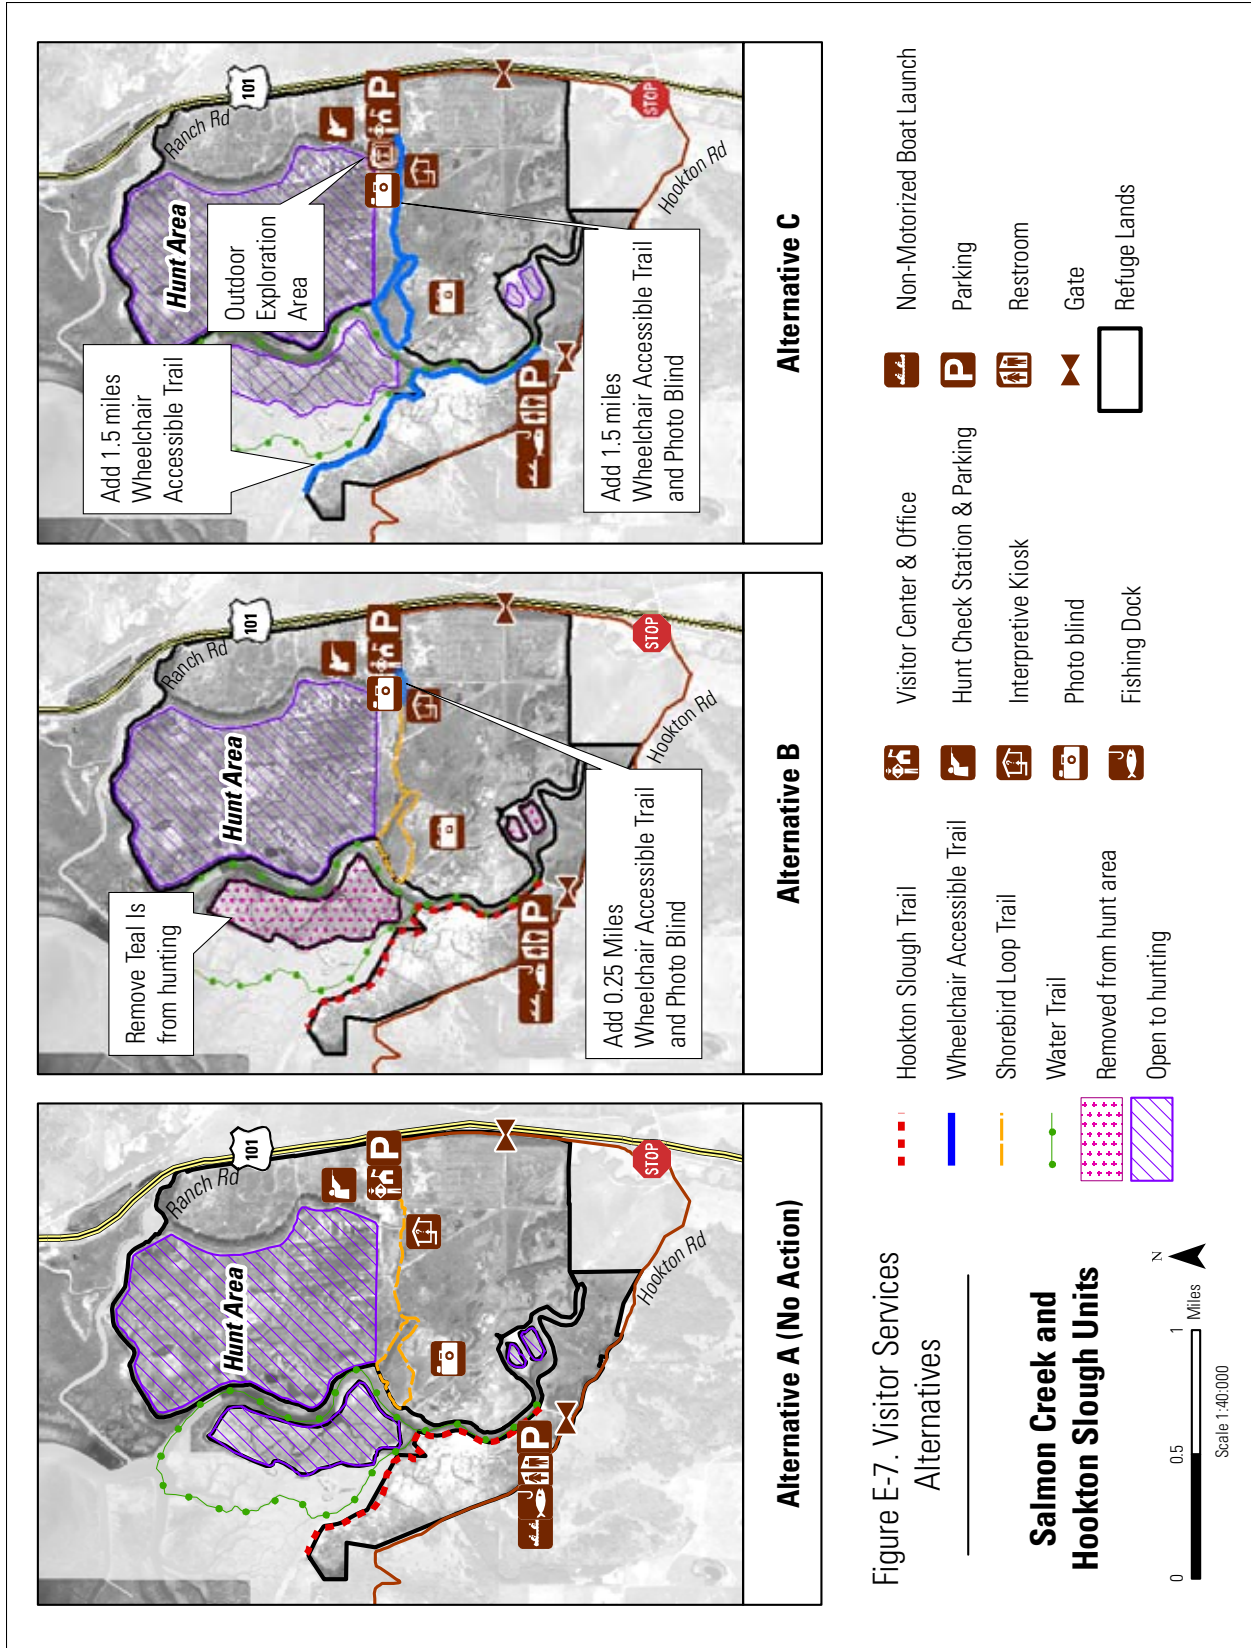 Ranch Rd
101
Hunt Area
P
P
STOP
Hookton Rd
Alternative A (No Action)
Remove Teal Is
from hunting
Ranch Rd
101
Hunt Area
P
P
STOP
Hookton Rd
Add 0.25 Miles
Wheelchair Accessible Trail
and Photo Blind
Alternative B
Add 1.5 miles
Wheelchair
Accessible Trail
Ranch Rd
101
Hunt Area
Outdoor
Exploration
Area
P
P
STOP
Hookton Rd
Add 1.5 miles
Wheelchair Accessible Trail
and Photo Blind
Alternative C
Figure E-7. Visitor Services
Alternatives
Salmon Creek and
Hookton Slough Units
0 0.5 1
Miles
Scale 1:40:000
N
Hookton Slough Trail
Wheelchair Accessible Trail
Shorebird Loop Trail
Water Trail
Removed from hunt area
Open to hunting
Visitor Center & Office
Hunt Check Station & Parking
Interpretive Kiosk
Photo blind
Fishing Dock
Non-Motorized Boat Launch
P Parking
Restroom
Gate
Refuge Lands